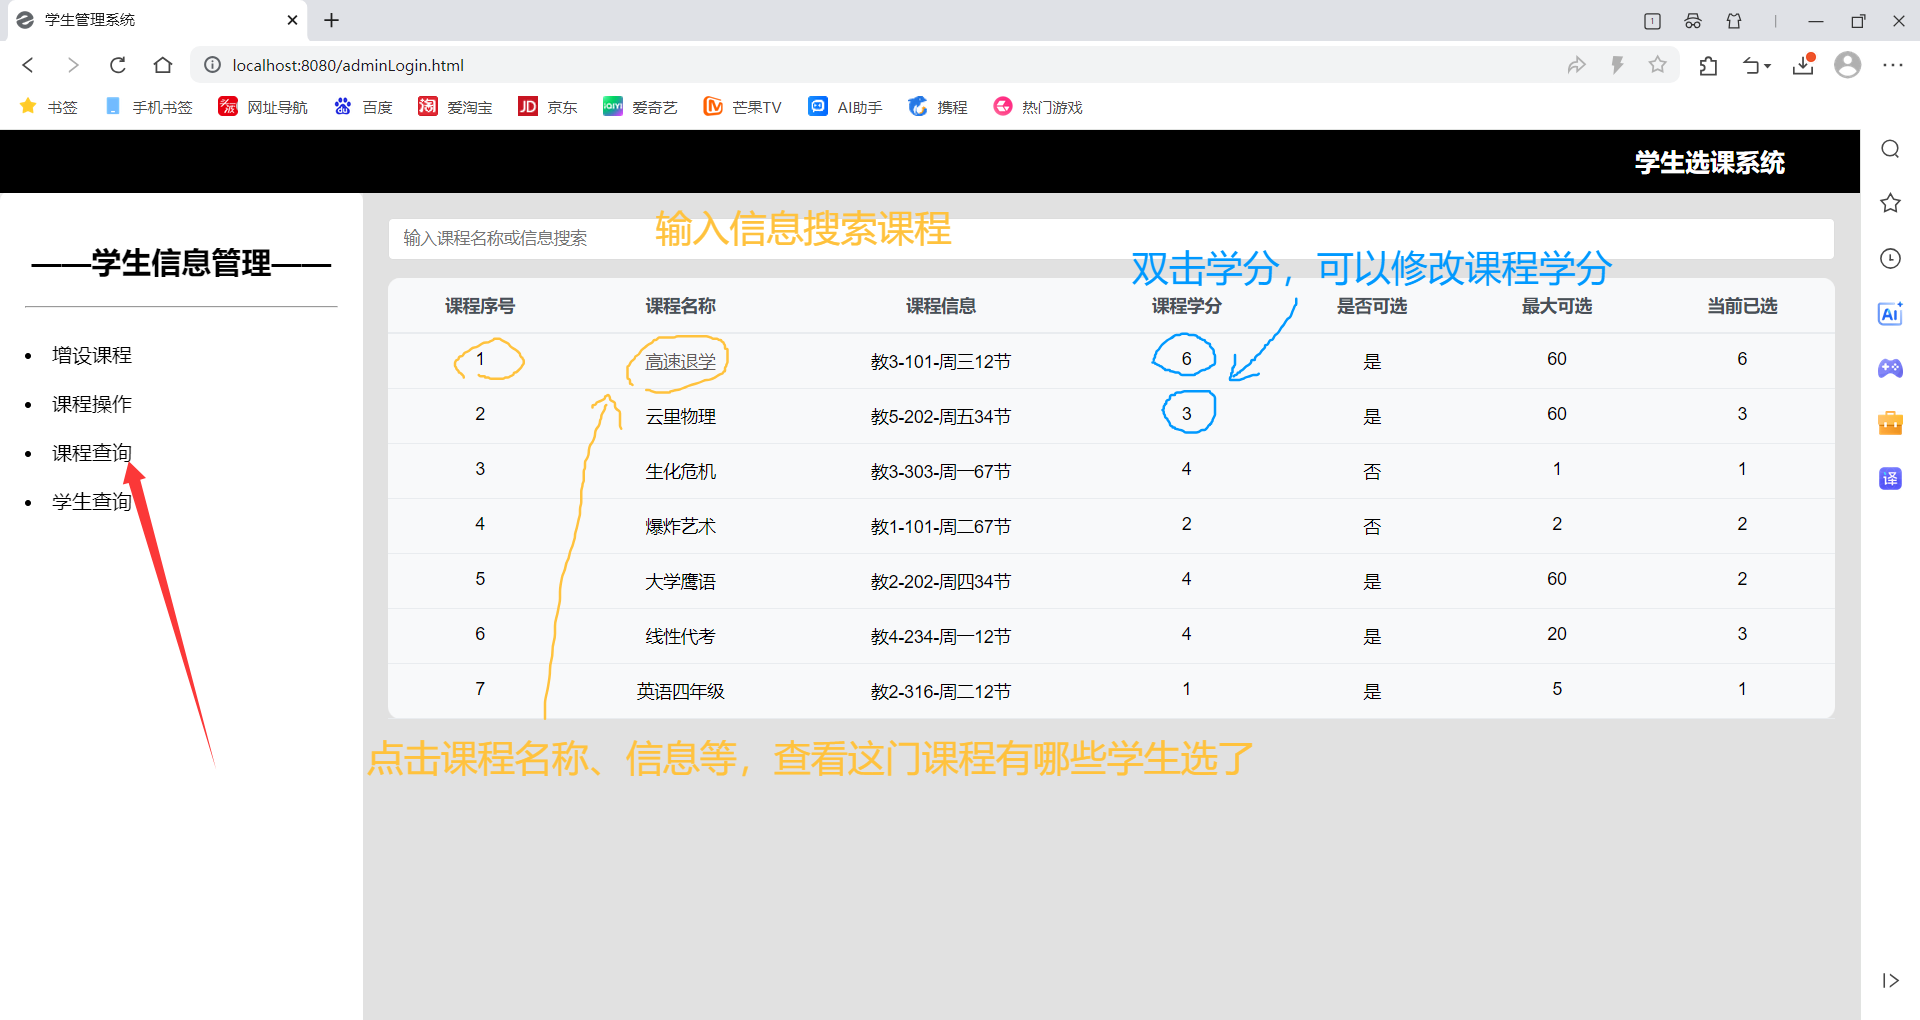 学生管理系统
localhost:8080/adminLogin.html
书签 手机书签 网址导航 百度 爱淘宝 京东 爱奇艺 芒果TV AI助手 携程 热门游戏
学生选课系统
——学生信息管理——
增设课程
课程操作
课程查询
学生查询
输入课程名称或信息搜索
输入信息搜索课程
双击学分，可以修改课程学分
课程序号 课程名称 课程信息 课程学分 是否可选 最大可选 当前已选
1 高速退学 教3-101-周三12节 6 是 60 6
2 云里物理 教5-202-周五34节 3 是 60 3
3 生化危机 教3-303-周一67节 4 否 1 1
4 爆炸艺术 教1-101-周二67节 2 否 2 2
5 大学鹰语 教2-202-周四34节 4 是 60 2
6 线性代考 教4-234-周一12节 4 是 20 3
7 英语四年级 教2-316-周二12节 1 是 5 1
点击课程名称、信息等，查看这门课程有哪些学生选了